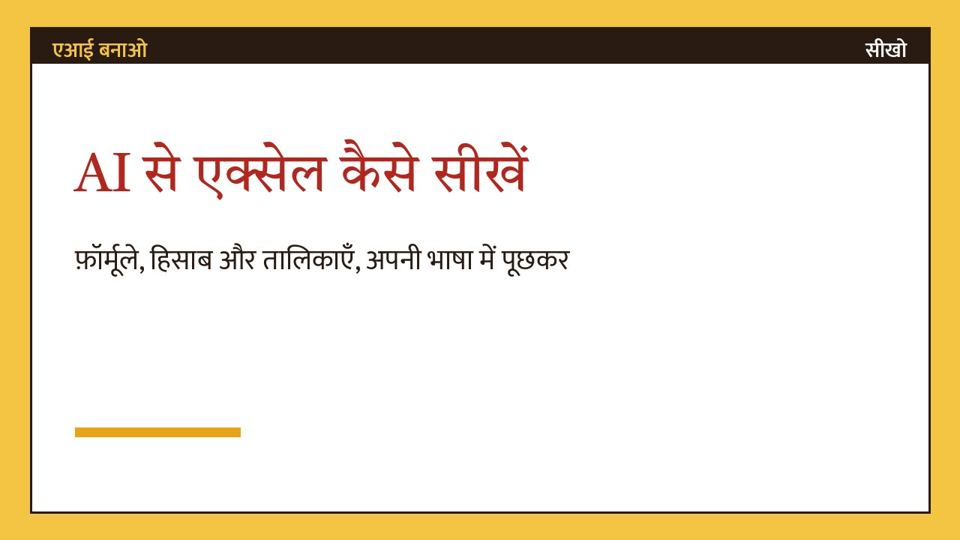 एआई बनाओ
सीखो
AI से एक्सेल कैसे सीखें
फ़ॉर्मूले, हिसाब और तालिकाएँ, अपनी भाषा में पूछकर